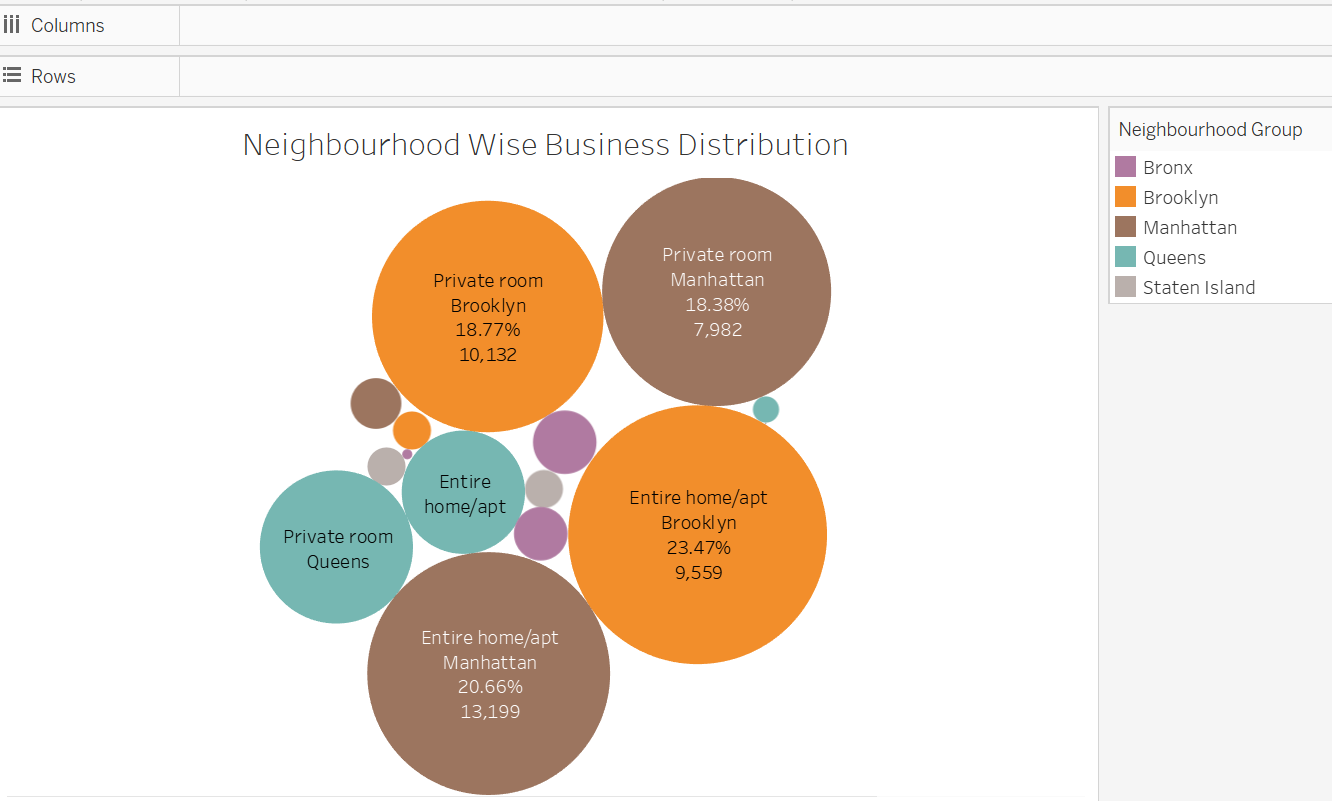 Columns
Rows
Neighbourhood Wise Business Distribution
Neighbourhood Group
Bronx
Brooklyn
Manhattan
Queens
Staten Island
Private room
Manhattan
18.38%
7,982
Private room
Brooklyn
18.77%
10,132
Entire
home/apt
Entire home/apt
Brooklyn
23.47%
9,559
Private room
Queens
Entire home/apt
Manhattan
20.66%
13,199